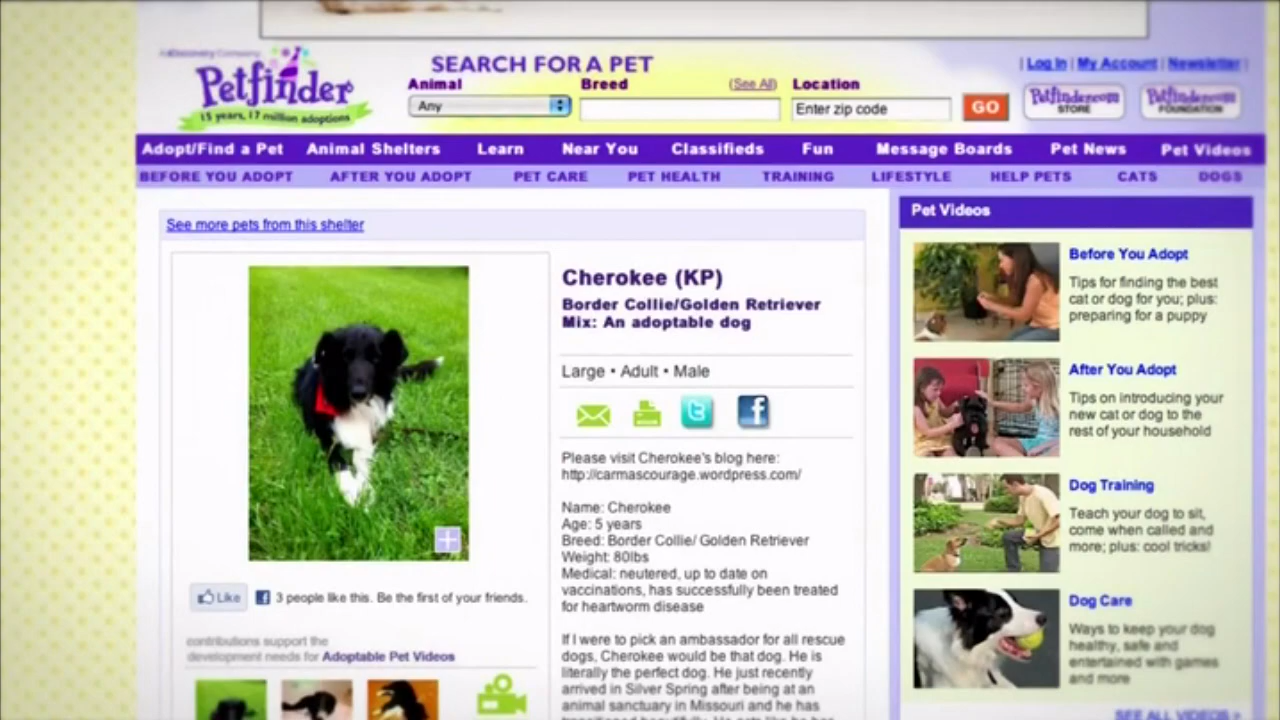 A Discovery Company
Petfinder
15 years, 17 million adoptions
SEARCH FOR A PET
Animal Breed (See All) Location
Any Enter zip code GO
| Log In | My Account | Newsletter |
Petfinder.com STORE
Petfinder.com FOUNDATION
Adopt/Find a Pet Animal Shelters Learn Near You Classifieds Fun Message Boards Pet News Pet Videos
BEFORE YOU ADOPT AFTER YOU ADOPT PET CARE PET HEALTH TRAINING LIFESTYLE HELP PETS CATS DOGS
See more pets from this shelter
Cherokee (KP)
Border Collie/Golden Retriever
Mix: An adoptable dog
Large • Adult • Male
Please visit Cherokee's blog here:
http://carmascourage.wordpress.com/
Name: Cherokee
Age: 5 years
Breed: Border Collie/ Golden Retriever
Weight: 80lbs
Medical: neutered, up to date on
vaccinations, has successfully been treated
for heartworm disease
If I were to pick an ambassador for all rescue
dogs, Cherokee would be that dog. He is
literally the perfect dog. He just recently
arrived in Silver Spring after being at an
animal sanctuary in Missouri and he has
Like
3 people like this. Be the first of your friends.
contributions support the
development needs for Adoptable Pet Videos
Pet Videos
Before You Adopt
Tips for finding the best
cat or dog for you; plus:
preparing for a puppy
After You Adopt
Tips on introducing your
new cat or dog to the
rest of your household
Dog Training
Teach your dog to sit,
come when called and
more; plus: cool tricks!
Dog Care
Ways to keep your dog
healthy, safe and
entertained with games
and more
SEE ALL VIDEOS >